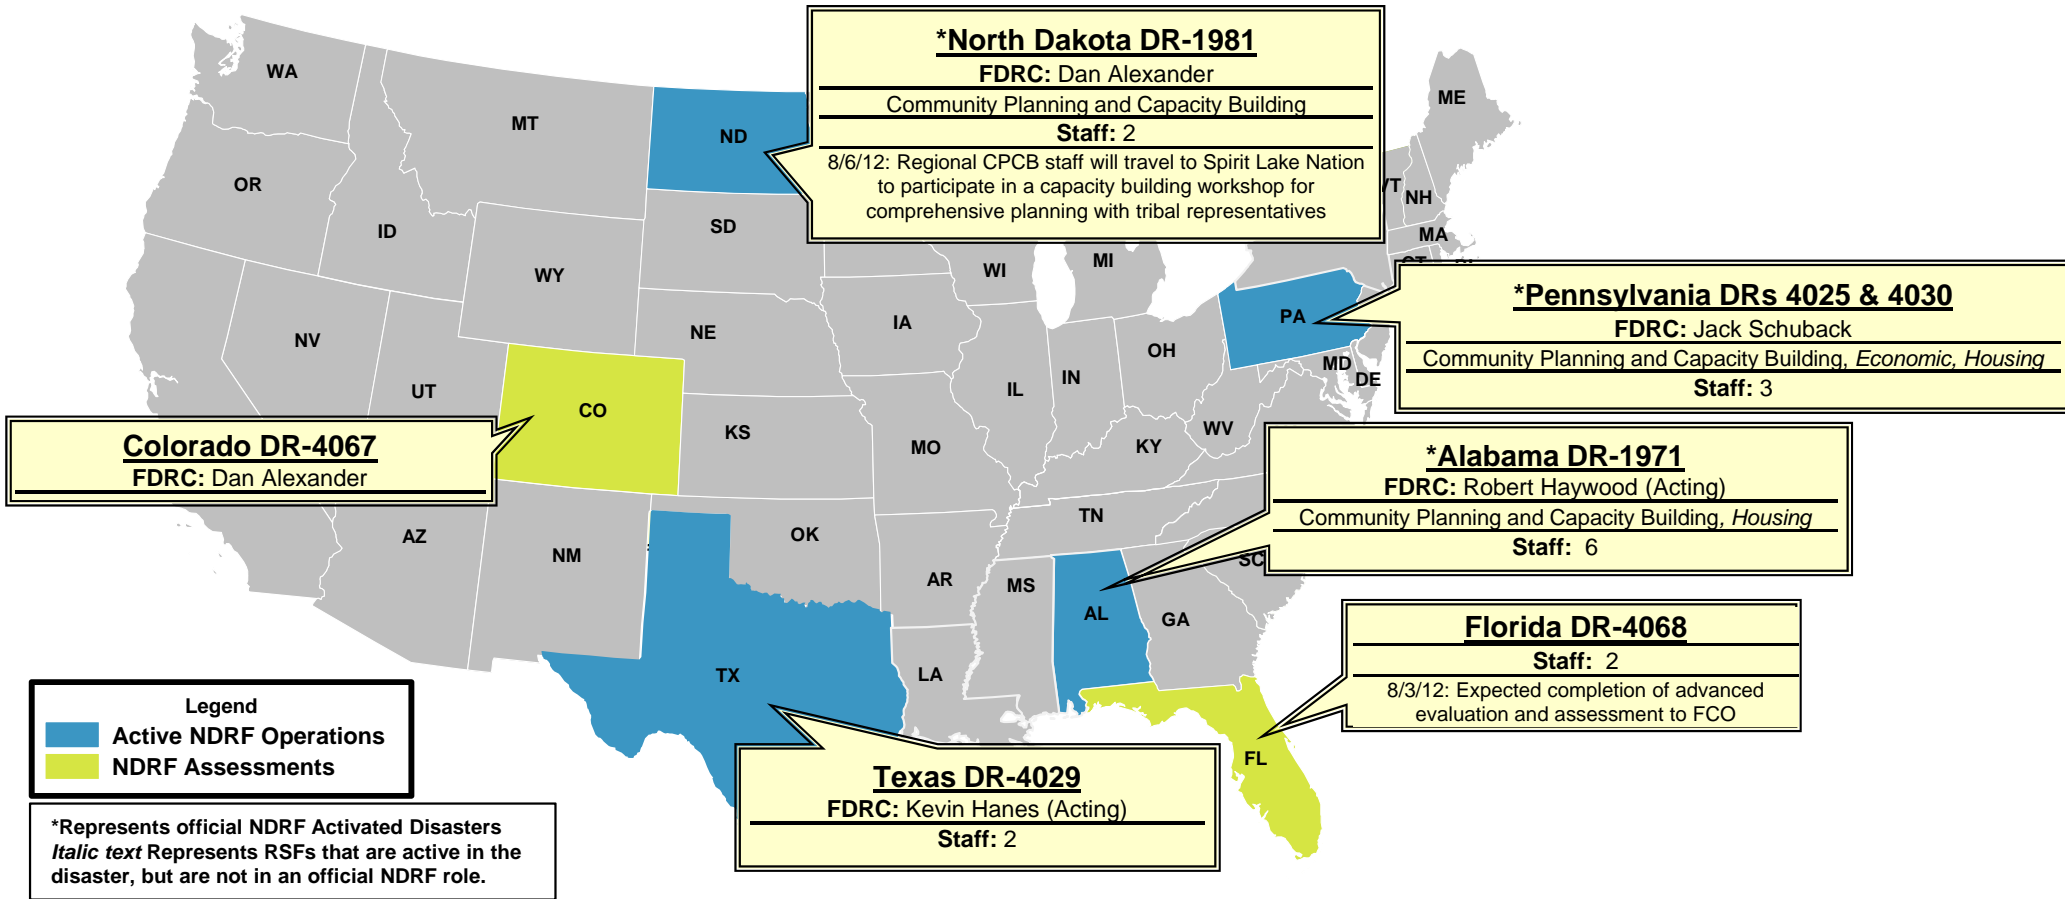 *North Dakota DR-1981
FDRC: Dan Alexander
Community Planning and Capacity Building
Staff: 2
8/6/12: Regional CPCB staff will travel to Spirit Lake Nation
to participate in a capacity building workshop for
comprehensive planning with tribal representatives
WA
MT
ND
ME
OR
ID
SD
WY
WI
MI
VT
NH
MA
CT
*Pennsylvania DRs 4025 & 4030
FDRC: Jack Schuback
Community Planning and Capacity Building, Economic, Housing
Staff: 3
NV
UT
NE
IA
IL
IN
OH
PA
MD
DE
CO
KS
MO
KY
WV
Colorado DR-4067
FDRC: Dan Alexander
*Alabama DR-1971
FDRC: Robert Haywood (Acting)
Community Planning and Capacity Building, Housing
Staff: 6
AZ
NM
OK
AR
TN
MS
AL
GA
SC
TX
LA
FL
Florida DR-4068
Staff: 2
8/3/12: Expected completion of advanced
evaluation and assessment to FCO
Texas DR-4029
FDRC: Kevin Hanes (Acting)
Staff: 2
Legend
Active NDRF Operations
NDRF Assessments
*Represents official NDRF Activated Disasters
Italic text Represents RSFs that are active in the
disaster, but are not in an official NDRF role.